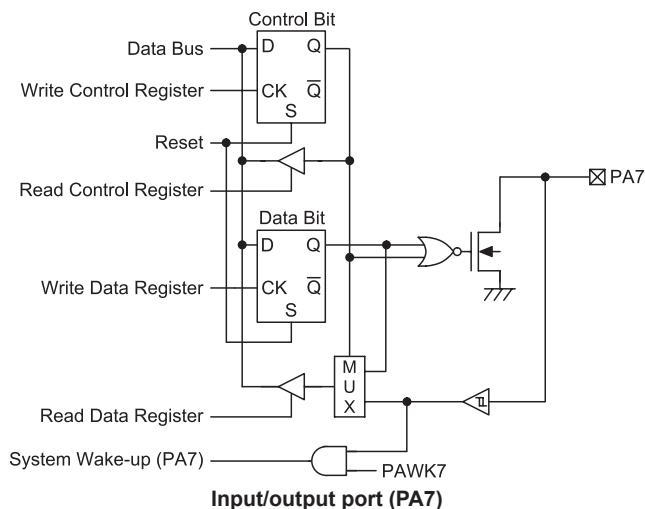 Control Bit
Data Bus
D
Q
Write Control Register
CK
Q̅
S
Reset
Read Control Register
PA7
Data Bit
D
Q
Write Data Register
CK
Q̅
S
M
U
X
Read Data Register
System Wake-up (PA7)
PAWK7
Input/output port (PA7)